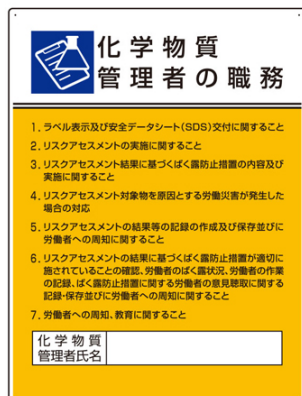 化学物質
管理者の職務
1. ラベル表示及び安全データシート(SDS)交付に関すること
2. リスクアセスメントの実施に関すること
3. リスクアセスメント結果に基づくばく露防止措置の内容及び
実施に関すること
4. リスクアセスメント対象物を原因とする労働災害が発生した
場合の対応
5. リスクアセスメントの結果等の記録の作成及び保存並びに
労働者への周知に関すること
6. リスクアセスメントの結果に基づくばく露防止措置が適切に
施されていることの確認、労働者のばく露状況、労働者の作業
の記録、ばく露防止措置に関する労働者の意見聴取に関する
記録・保存並びに労働者への周知に関すること
7. 労働者への周知、教育に関すること
化学物質
管理者氏名